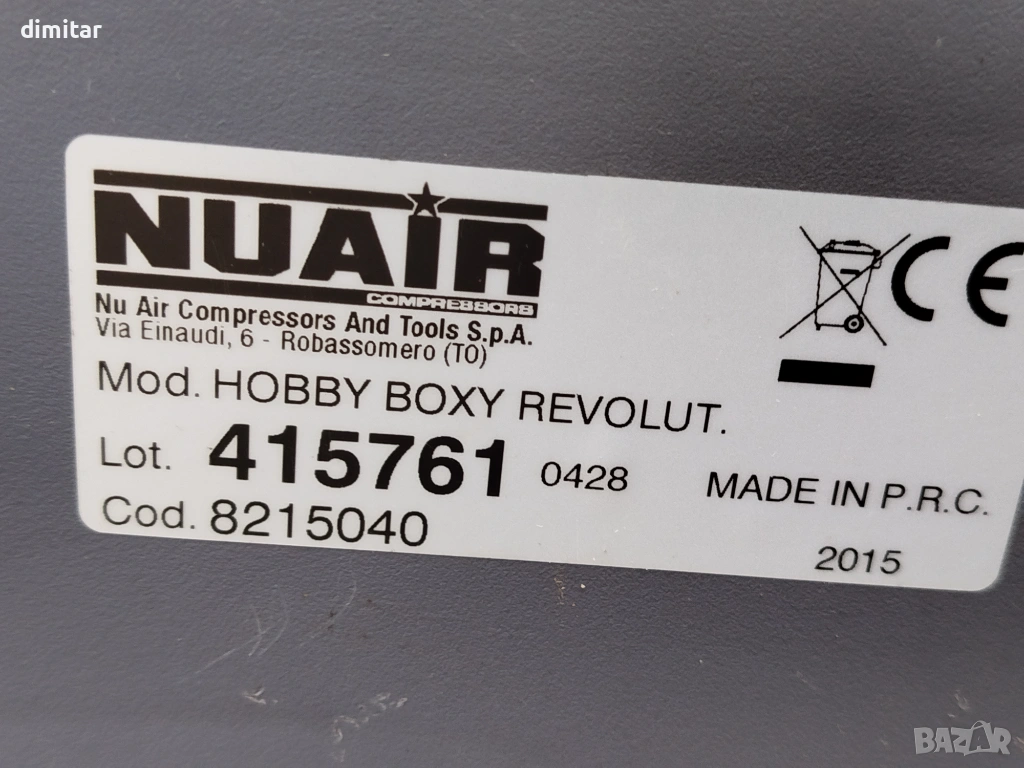 dimitar
NUAIR
COMPRESSORS
Nu Air Compressors And Tools S.p.A.
Via Einaudi, 6 - Robassomero (TO)
Mod. HOBBY BOXY REVOLUT.
Lot. 415761 0428
MADE IN P.R.C.
Cod. 8215040
2015
CE
BAZAR